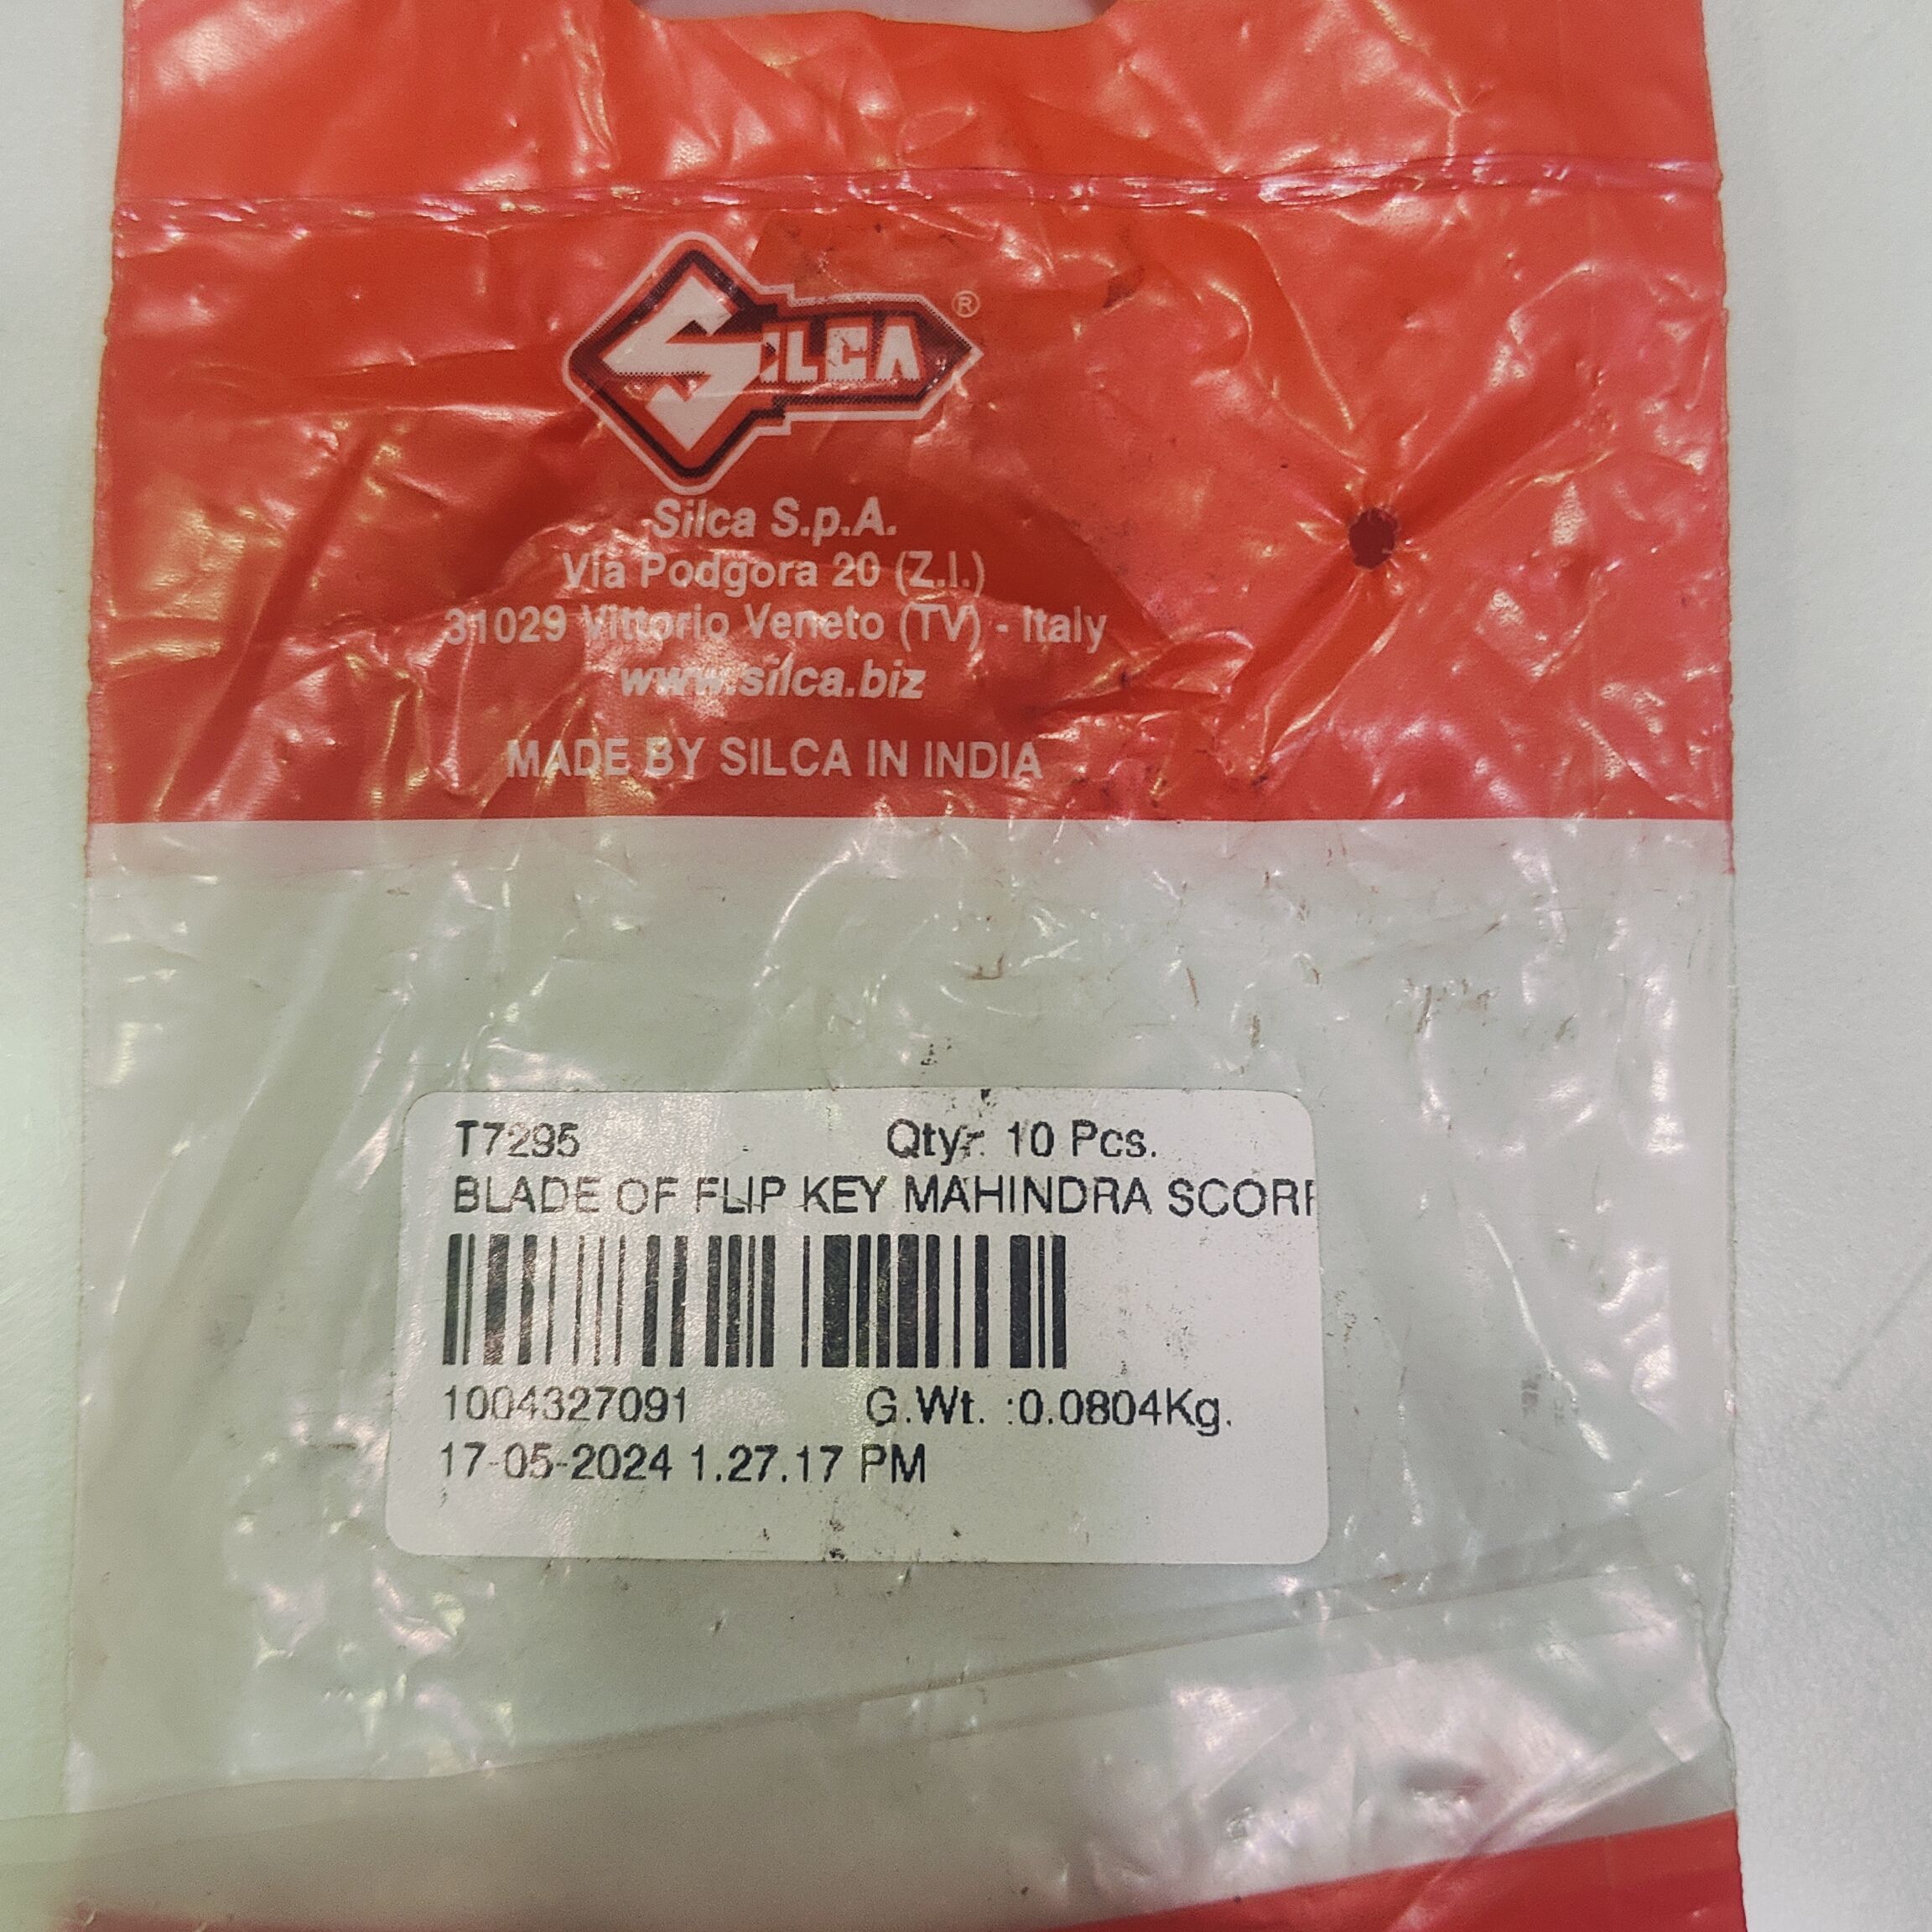 SILCA ®
Silca S.p.A.
Via Podgora 20 (Z.I.)
31029 Vittorio Veneto (TV) - Italy
www.silca.biz
MADE BY SILCA IN INDIA
T7295 Qty: 10 Pcs.
BLADE OF FLIP KEY MAHINDRA SCORP
1004327091 G.Wt. :0.0804Kg.
17-05-2024 1.27.17 PM